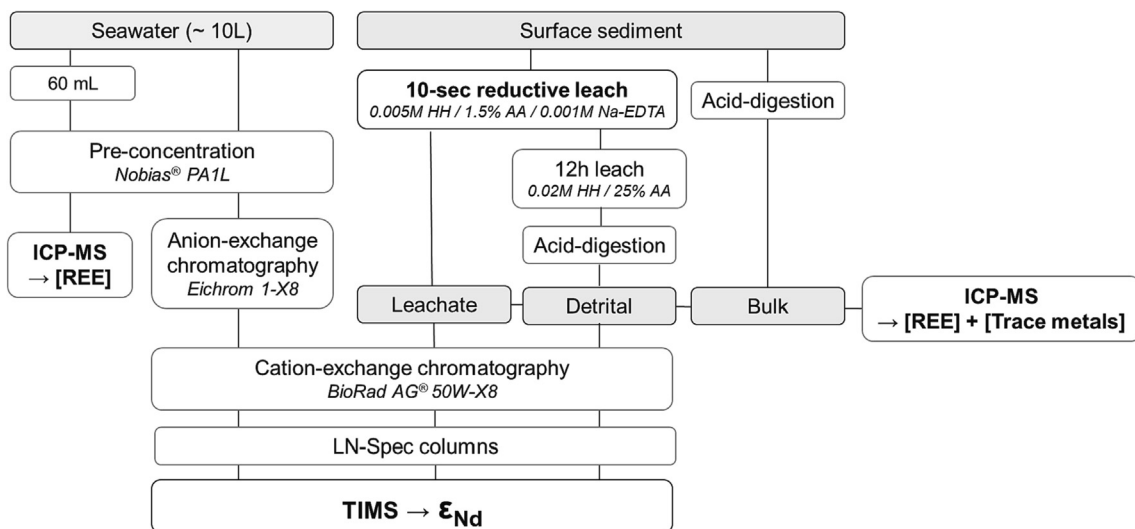 Seawater (~ 10L)
Surface sediment
60 mL
10-sec reductive leach
0.005M HH / 1.5% AA / 0.001M Na-EDTA
Acid-digestion
Pre-concentration
Nobias® PA1L
12h leach
0.02M HH / 25% AA
ICP-MS
→ [REE]
Anion-exchange
chromatography
Eichrom 1-X8
Acid-digestion
Leachate
Detrital
Bulk
ICP-MS
→ [REE] + [Trace metals]
Cation-exchange chromatography
BioRad AG® 50W-X8
LN-Spec columns
TIMS → εNd